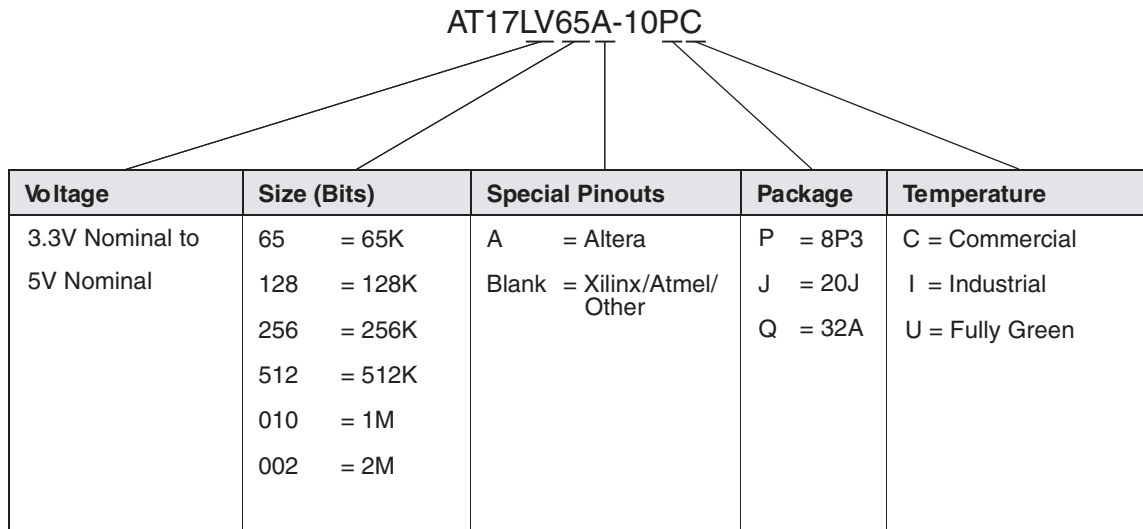 AT17LV65A-10PC
Voltage Size (Bits) Special Pinouts Package Temperature
3.3V Nominal to
5V Nominal
65 = 65K
128 = 128K
256 = 256K
512 = 512K
010 = 1M
002 = 2M
A = Altera
Blank = Xilinx/Atmel/
Other
P = 8P3
J = 20J
Q = 32A
C = Commercial
I = Industrial
U = Fully Green